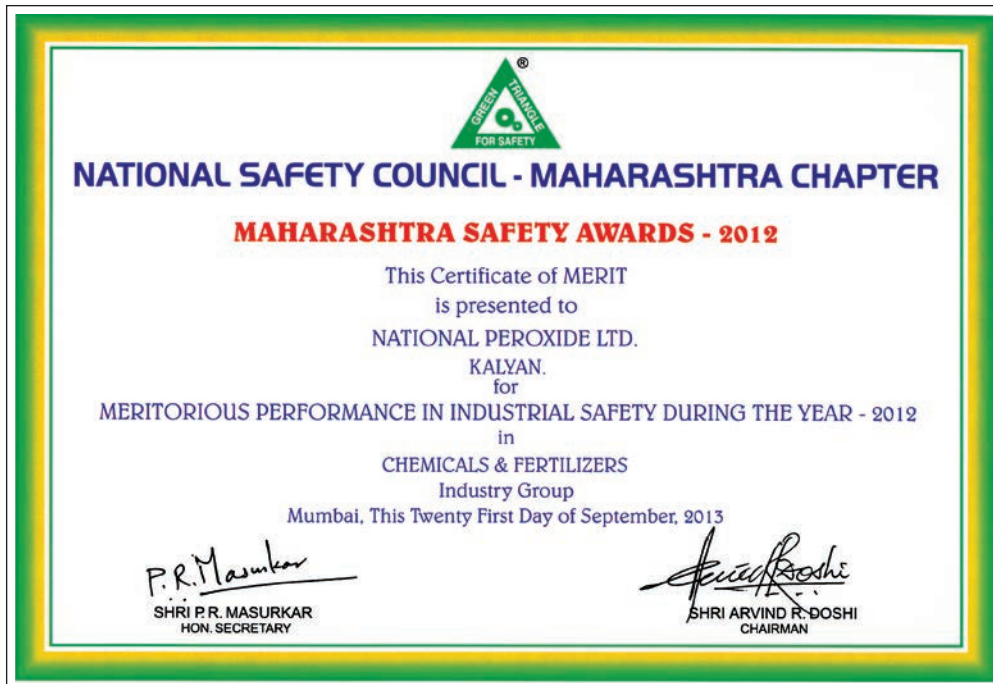 ®
GREEN TRIANGLE
FOR SAFETY
NATIONAL SAFETY COUNCIL - MAHARASHTRA CHAPTER
MAHARASHTRA SAFETY AWARDS - 2012
This Certificate of MERIT
is presented to
NATIONAL PEROXIDE LTD.
KALYAN.
for
MERITORIOUS PERFORMANCE IN INDUSTRIAL SAFETY DURING THE YEAR - 2012
in
CHEMICALS & FERTILIZERS
Industry Group
Mumbai, This Twenty First Day of September, 2013
P.R. Masurkar
SHRI P. R. MASURKAR
HON. SECRETARY
SHRI ARVIND R. DOSHI
CHAIRMAN